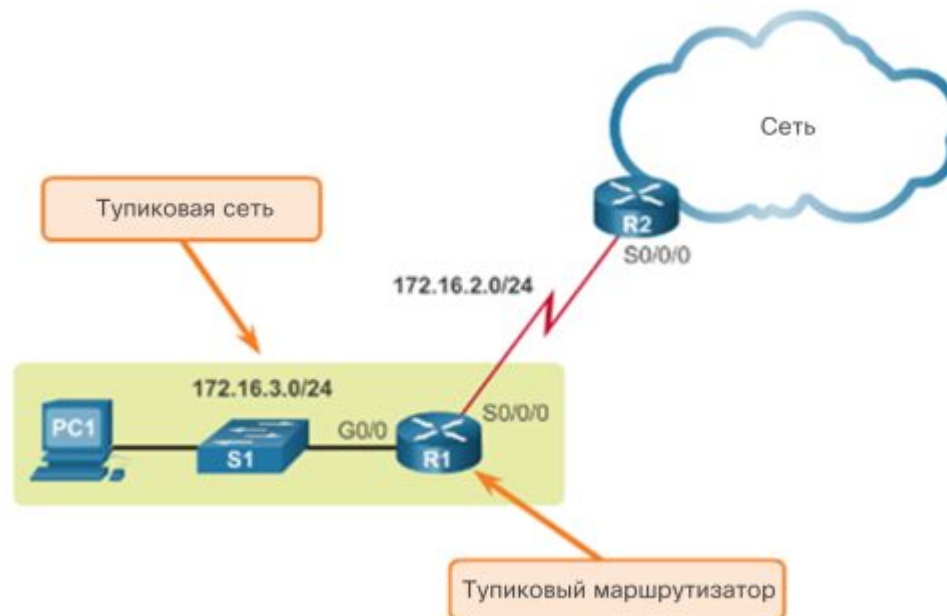 Сеть
Тупиковая сеть
R2
S0/0/0
172.16.2.0/24
172.16.3.0/24
PC1
S1
G0/0
R1
S0/0/0
Тупиковый маршрутизатор